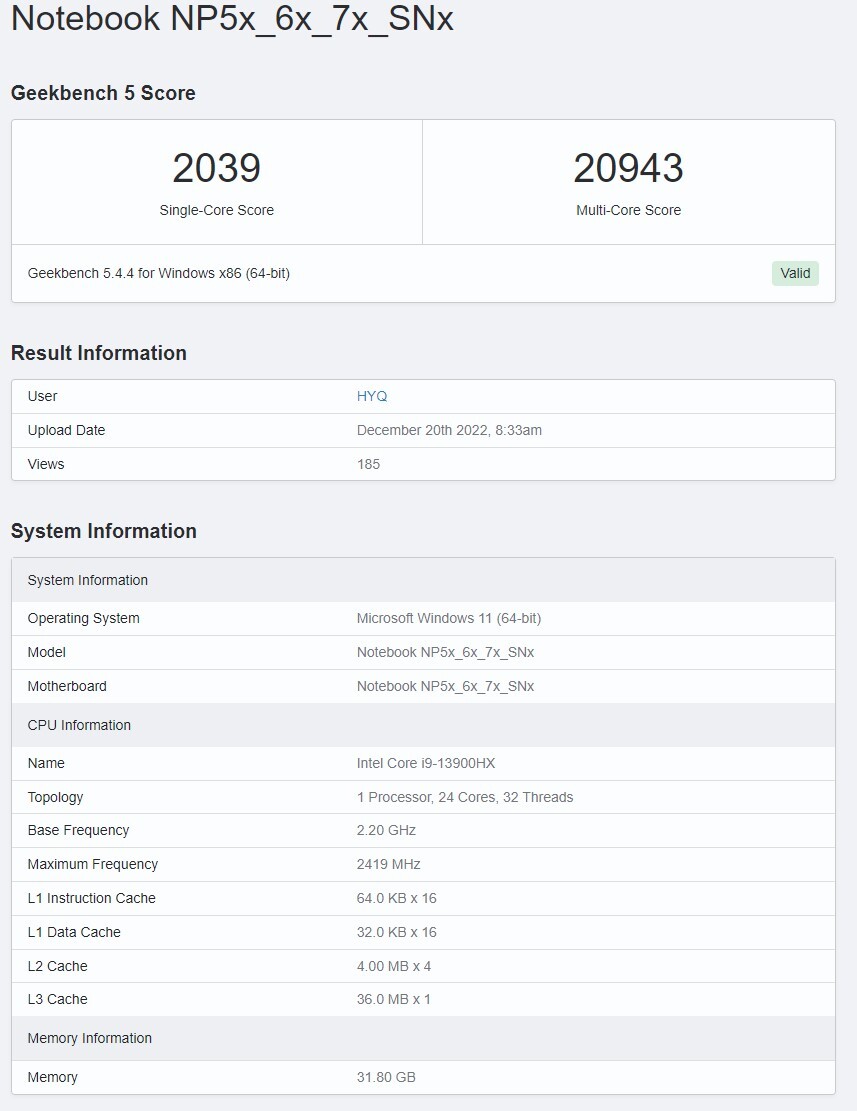 Notebook NP5x_6x_7x_SNx
Geekbench 5 Score
2039
Single-Core Score
20943
Multi-Core Score
Geekbench 5.4.4 for Windows x86 (64-bit)
Valid
Result Information
User HYQ
Upload Date December 20th 2022, 8:33am
Views 185
System Information
System Information
Operating System Microsoft Windows 11 (64-bit)
Model Notebook NP5x_6x_7x_SNx
Motherboard Notebook NP5x_6x_7x_SNx
CPU Information
Name Intel Core i9-13900HX
Topology 1 Processor, 24 Cores, 32 Threads
Base Frequency 2.20 GHz
Maximum Frequency 2419 MHz
L1 Instruction Cache 64.0 KB x 16
L1 Data Cache 32.0 KB x 16
L2 Cache 4.00 MB x 4
L3 Cache 36.0 MB x 1
Memory Information
Memory 31.80 GB